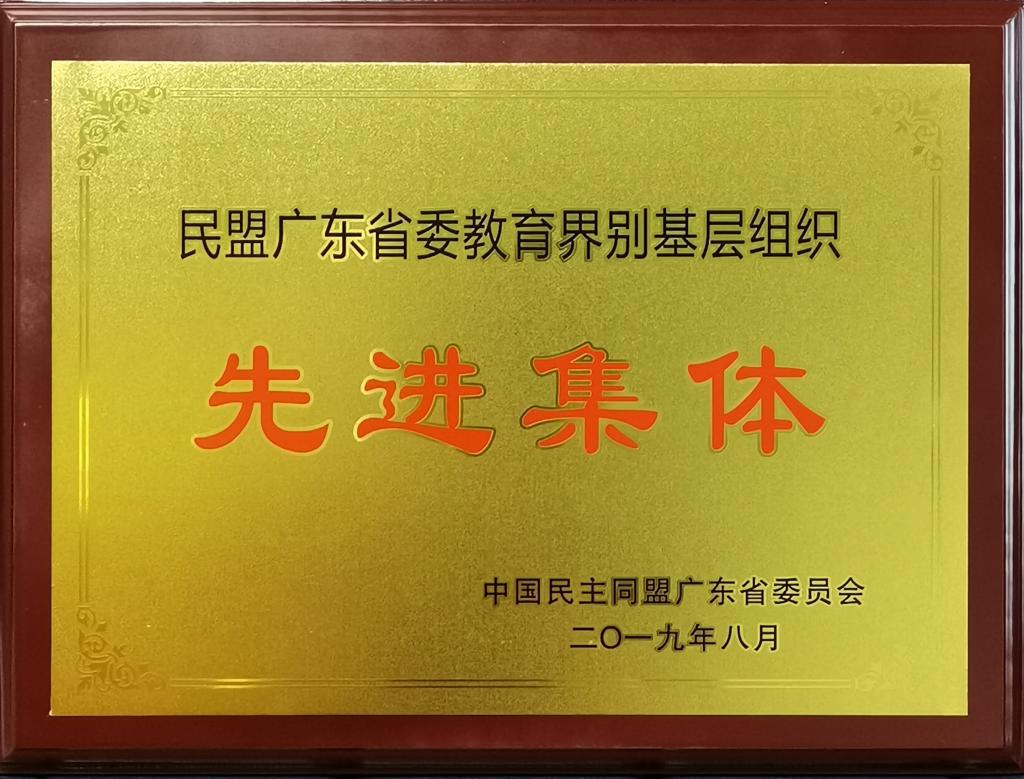 民盟广东省委教育界别基层组织
先进集体
中国民主同盟广东省委员会
二〇一九年八月